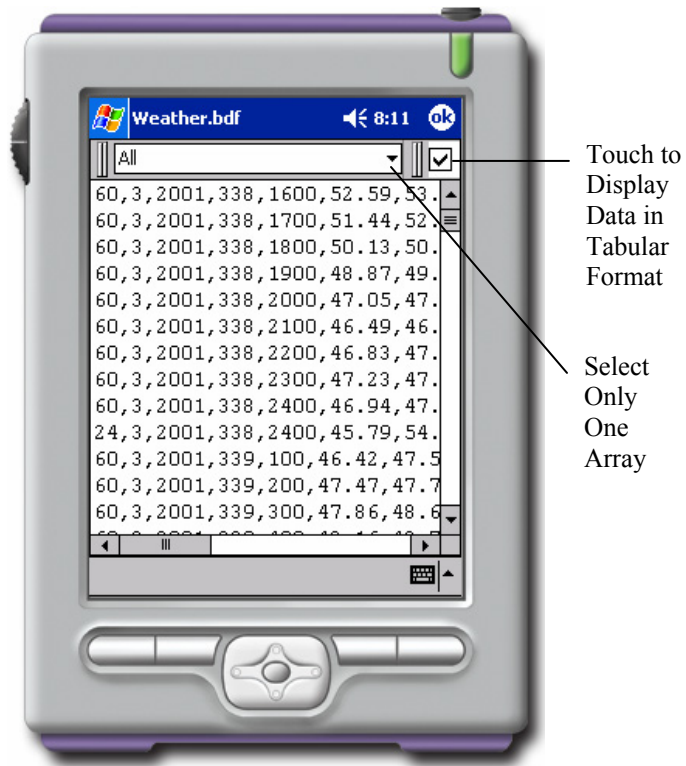 Weather.bdf 8:11 ok
All
60,3,2001,338,1600,52.59,53.
60,3,2001,338,1700,51.44,52.
60,3,2001,338,1800,50.13,50.
60,3,2001,338,1900,48.87,49.
60,3,2001,338,2000,47.05,47.
60,3,2001,338,2100,46.49,46.
60,3,2001,338,2200,46.83,47.
60,3,2001,338,2300,47.23,47.
60,3,2001,338,2400,46.94,47.
24,3,2001,338,2400,45.79,54.
60,3,2001,339,100,46.42,47.5
60,3,2001,339,200,47.47,47.7
60,3,2001,339,300,47.86,48.6
Touch to
Display
Data in
Tabular
Format
Select
Only
One
Array